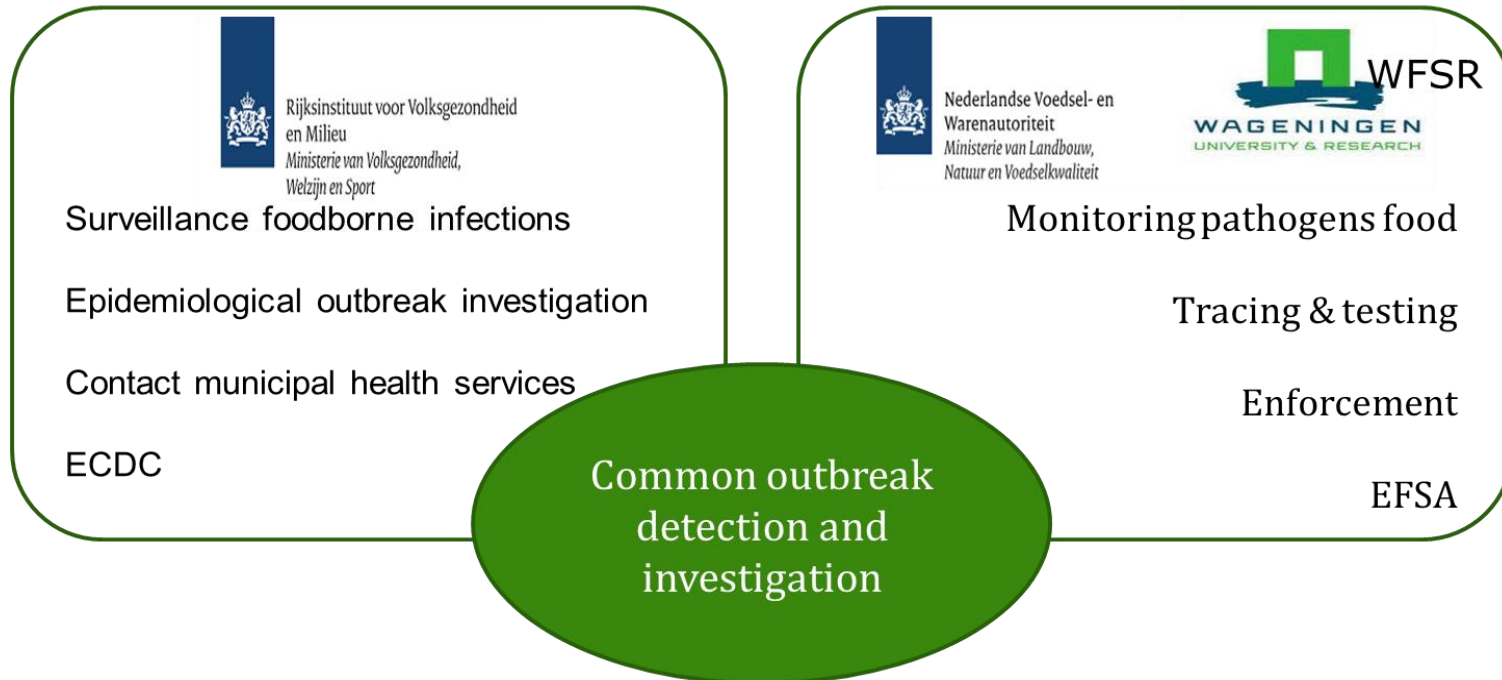 Rijksinstituut voor Volksgezondheid
en Milieu
Ministerie van Volksgezondheid,
Welzijn en Sport
Surveillance foodborne infections
Epidemiological outbreak investigation
Contact municipal health services
ECDC
Nederlandse Voedsel- en
Warenautoriteit
Ministerie van Landbouw,
Natuur en Voedselkwaliteit
WFSR
WAGENINGEN
UNIVERSITY & RESEARCH
Monitoring pathogens food
Tracing & testing
Enforcement
EFSA
Common outbreak
detection and
investigation